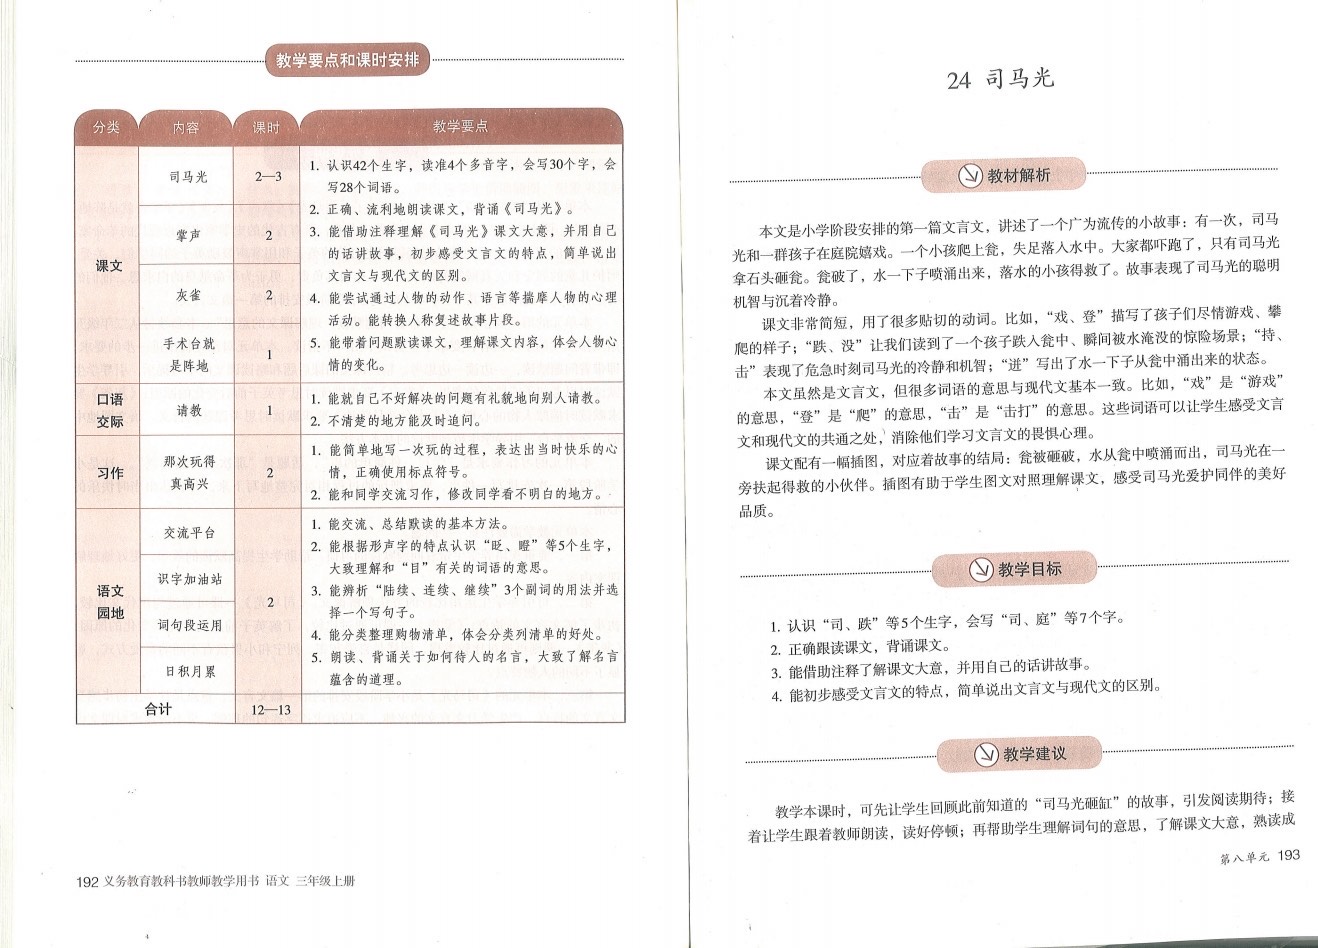 教学要点和课时安排
分类 内容 课时 教学要点
课文
司马光 2—3
掌声 2
灰雀 2
手术台就
是阵地
1
1. 认识42个生字，读准4个多音字，会写30个字，会
写28个词语。
2. 正确、流利地朗读课文，背诵《司马光》。
3. 能借助注释理解《司马光》课文大意，并用自己
的话讲故事，初步感受文言文的特点，简单说出
文言文与现代文的区别。
4. 能尝试通过人物的动作、语言等揣摩人物的心理
活动。能转换人称复述故事片段。
5. 能带着问题默读课文，理解课文内容，体会人物心
情的变化。
口语
交际
请教 1
1. 能就自己不好解决的问题有礼貌地向别人请教。
2. 不清楚的地方能及时追问。
习作
那次玩得
真高兴
2
1. 能简单地写一次玩的过程，表达出当时快乐的心
情，正确使用标点符号。
2. 能和同学交流习作，修改同学看不明白的地方。
语文
园地
交流平台
识字加油站
词句段运用
日积月累
2
1. 能交流、总结默读的基本方法。
2. 能根据形声字的特点认识“眨、瞪”等5个生字，
大致理解和“目”有关的词语的意思。
3. 能辨析“陆续、连续、继续”3个副词的用法并选
择一个写句子。
4. 能分类整理购物清单，体会分类列清单的好处。
5. 朗读、背诵关于如何待人的名言，大致了解名言
蕴含的道理。
合计 12—13
192 义务教育教科书教师教学用书 语文 三年级上册
24 司马光
教材解析
本文是小学阶段安排的第一篇文言文，讲述了一个广为流传的小故事：有一次，司马
光和一群孩子在庭院嬉戏。一个小孩爬上瓮，失足落入水中。大家都吓跑了，只有司马光
拿石头砸瓮。瓮破了，水一下子喷涌出来，落水的小孩得救了。故事表现了司马光的聪明
机智与沉着冷静。
课文非常简短，用了很多贴切的动词。比如，“戏、登”描写了孩子们尽情游戏、攀
爬的样子；“跌、没”让我们读到了一个孩子跌入瓮中、瞬间被水淹没的惊险场景；“持、
击”表现了危急时刻司马光的冷静和机智；“迸”写出了水一下子从瓮中涌出来的状态。
本文虽然是文言文，但很多词语的意思与现代文基本一致。比如，“戏”是“游戏”
的意思，“登”是“爬”的意思，“击”是“击打”的意思。这些词语可以让学生感受文言
文和现代文的共通之处，消除他们学习文言文的畏惧心理。
课文配有一幅插图，对应着故事的结局：瓮被砸破，水从瓮中喷涌而出，司马光在一
旁扶起得救的小伙伴。插图有助于学生图文对照理解课文，感受司马光爱护同伴的美好
品质。
教学目标
1. 认识“司、跌”等5个生字，会写“司、庭”等7个字。
2. 正确跟读课文，背诵课文。
3. 能借助注释了解课文大意，并用自己的话讲故事。
4. 能初步感受文言文的特点，简单说出文言文与现代文的区别。
教学建议
教学本课时，可先让学生回顾此前知道的“司马光砸缸”的故事，引发阅读期待；接
着让学生跟着教师朗读，读好停顿；再帮助学生理解词句的意思，了解课文大意，熟读成
第八单元 193